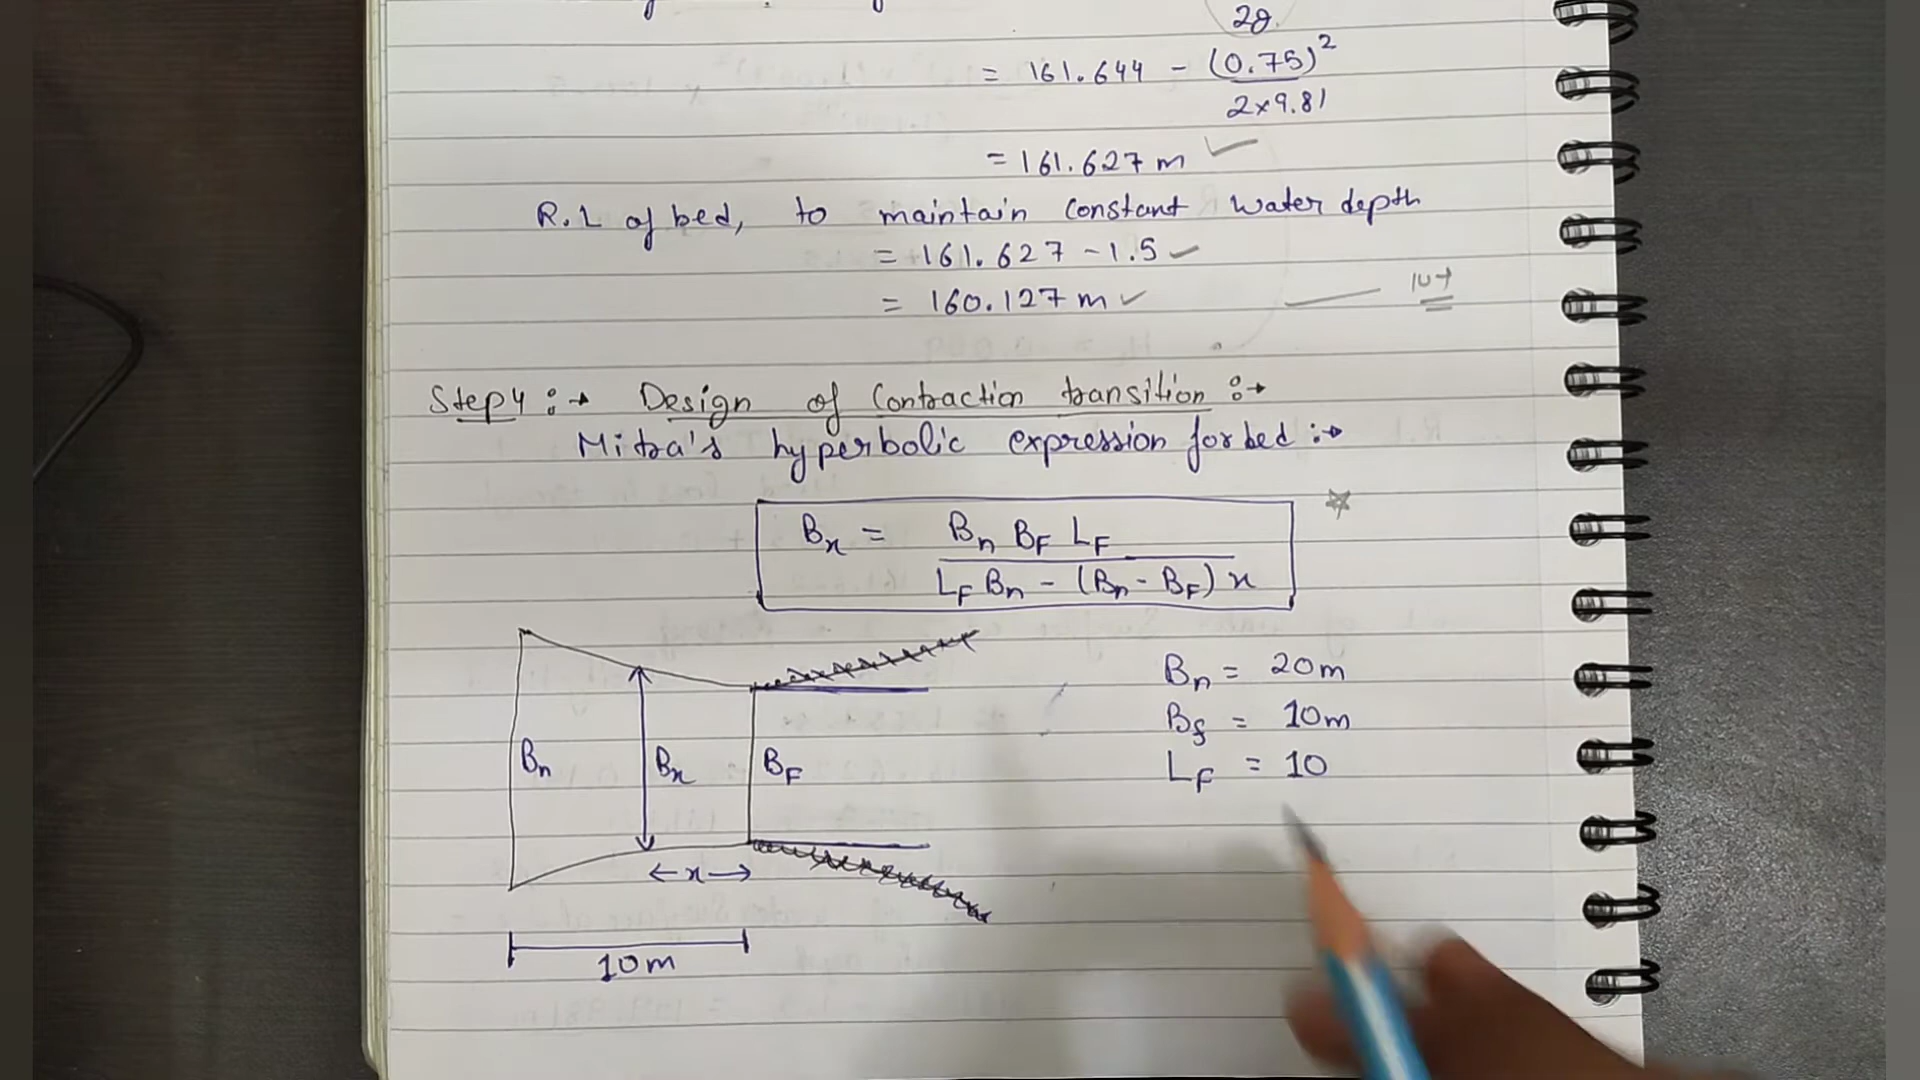 2g
= 161.644 - (0.75)²
2×9.81
= 161.627 m ✓
R.L of bed, to maintain constant water depth
= 161.627 - 1.5 ✓
= 160.127 m ✓
Step 4 :→ Design of Contraction transition :→
Mitra's hyperbolic expression for bed :→
Bx = Bn BF LF
LF Bn - (Bn - BF) x
Bn = 20m
Bf = 10m
LF = 10
Bn Bx BF
← x →
10m